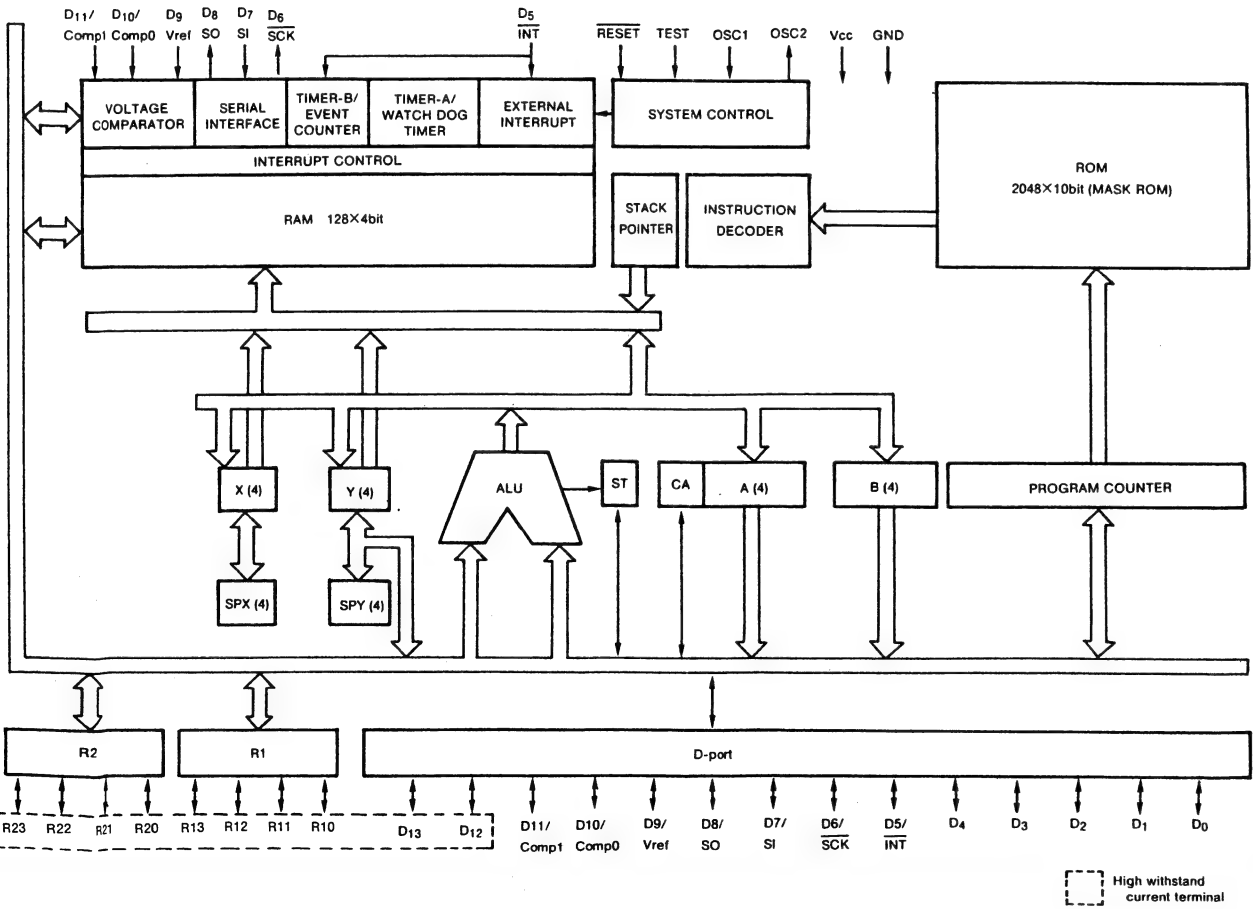 D11/ D10/ D9 D8 D7 D6 D5
Comp1 Comp0 Vref SO SI SCK INT RESET TEST OSC1 OSC2 Vcc GND
VOLTAGE
COMPARATOR
SERIAL
INTERFACE
TIMER-B/
EVENT
COUNTER
TIMER-A/
WATCH DOG
TIMER
EXTERNAL
INTERRUPT
SYSTEM CONTROL
INTERRUPT CONTROL
ROM
2048×10bit (MASK ROM)
RAM 128×4bit
STACK
POINTER
INSTRUCTION
DECODER
X (4)
Y (4)
ALU
ST
CA
A (4)
B (4)
PROGRAM COUNTER
SPX (4)
SPY (4)
R2
R1
D-port
R23 R22 R21 R20 R13 R12 R11 R10 D13 D12
D11/ D10/ D9/ D8/ D7/ D6/ D5/ D4 D3 D2 D1 D0
Comp1 Comp0 Vref SO SI SCK INT
High withstand
current terminal